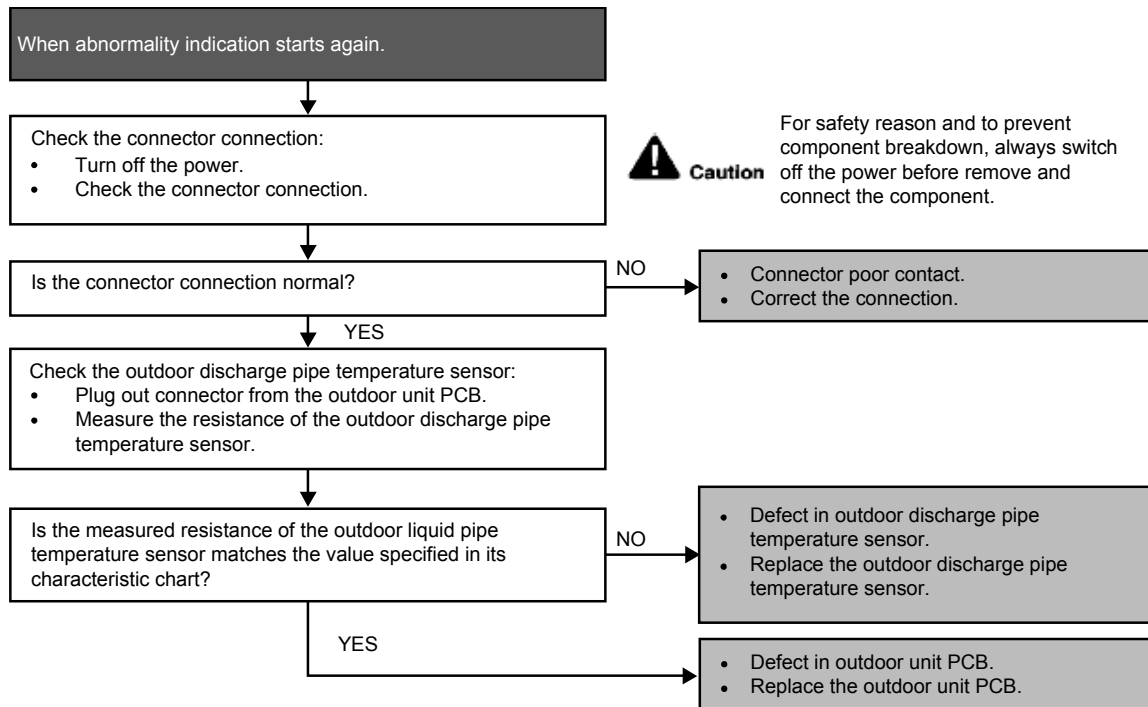 When abnormality indication starts again.
Check the connector connection:
• Turn off the power.
• Check the connector connection.
For safety reason and to prevent
component breakdown, always switch
off the power before remove and
connect the component.
Caution
Is the connector connection normal?
NO
• Connector poor contact.
• Correct the connection.
YES
Check the outdoor discharge pipe temperature sensor:
• Plug out connector from the outdoor unit PCB.
• Measure the resistance of the outdoor discharge pipe
temperature sensor.
Is the measured resistance of the outdoor liquid pipe
temperature sensor matches the value specified in its
characteristic chart?
NO
• Defect in outdoor discharge pipe
temperature sensor.
• Replace the outdoor discharge pipe
temperature sensor.
YES
• Defect in outdoor unit PCB.
• Replace the outdoor unit PCB.